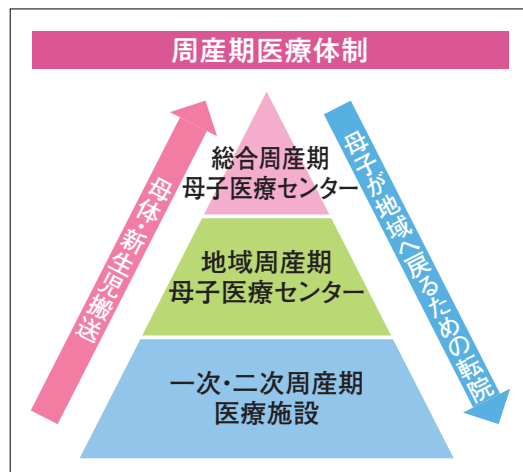 周産期医療体制
総合周産期
母子医療センター
地域周産期
母子医療センター
一次・二次周産期
医療施設
母体・新生児搬送
母子が地域へ戻るための転院